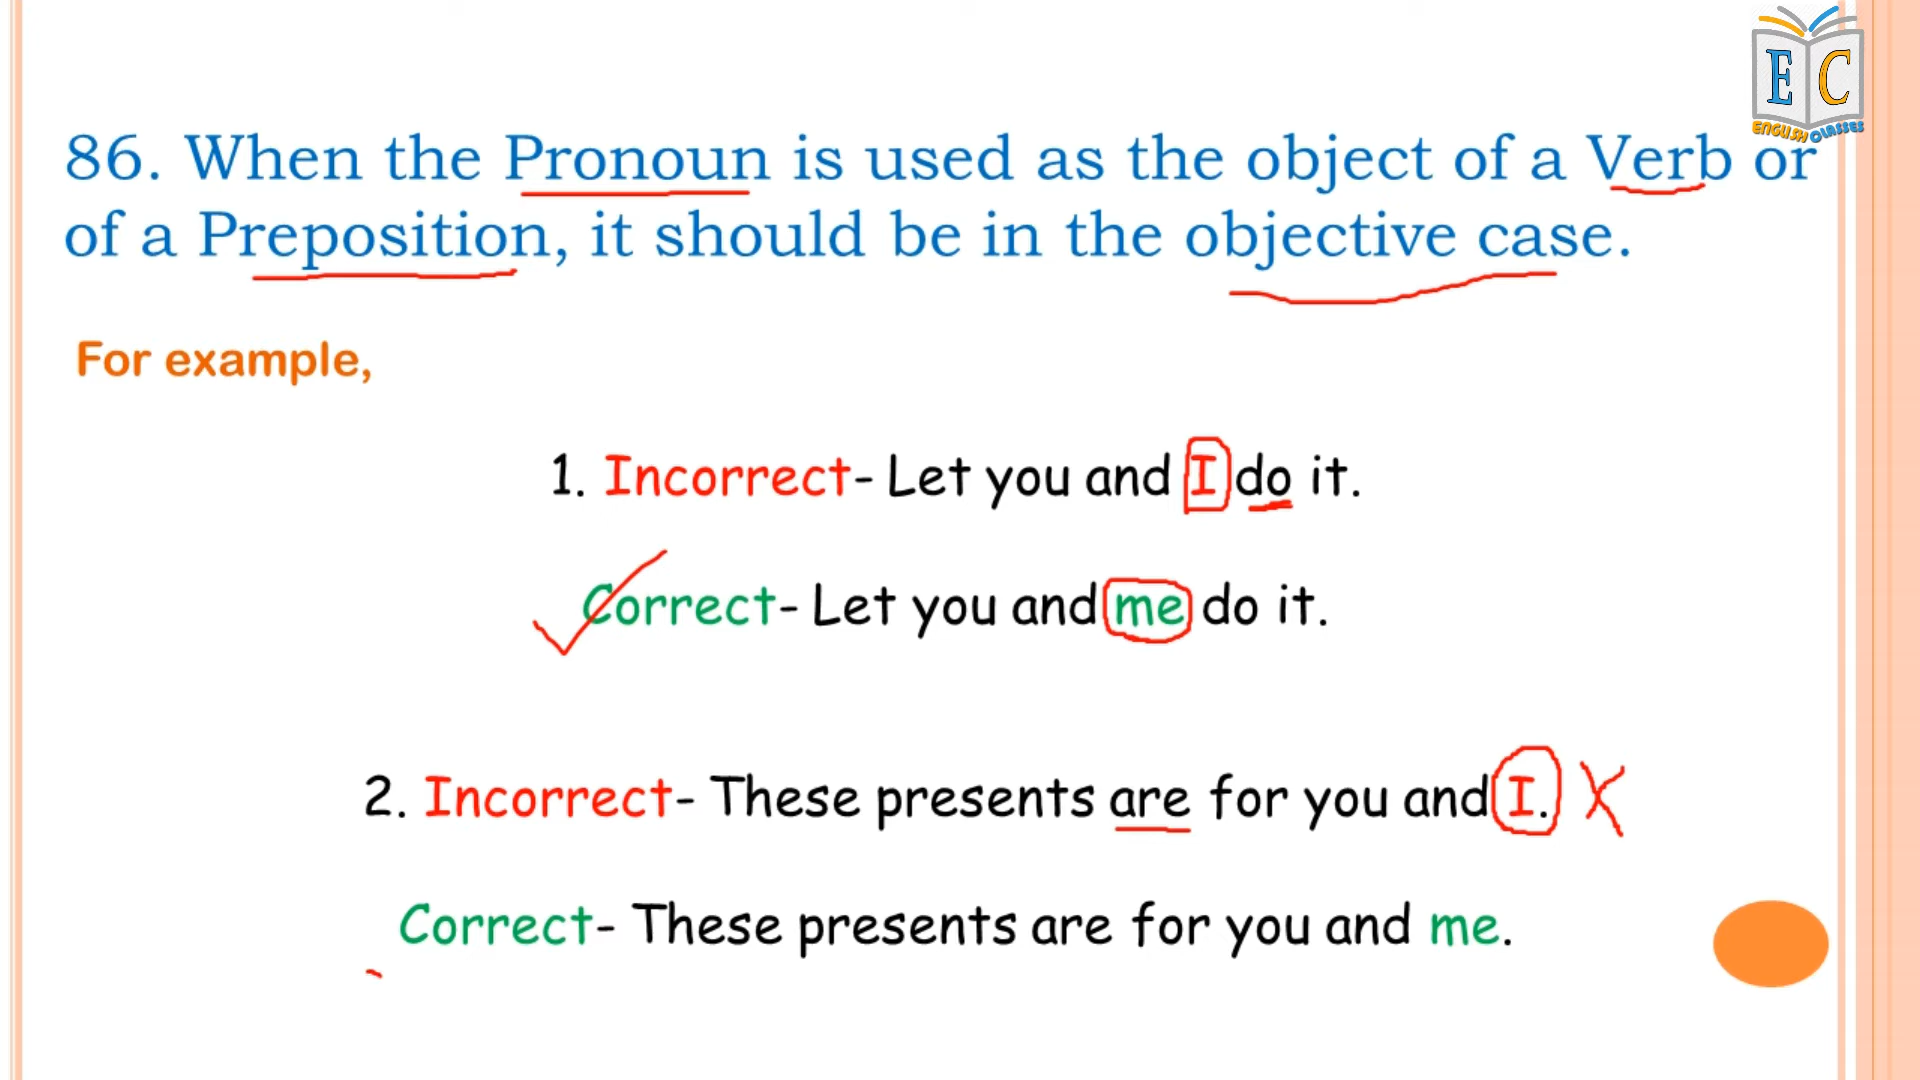 E C
ENGLISH CLASSES
86. When the Pronoun is used as the object of a Verb or
of a Preposition, it should be in the objective case.
For example,
1. Incorrect- Let you and I do it.
Correct- Let you and me do it.
2. Incorrect- These presents are for you and I.
Correct- These presents are for you and me.